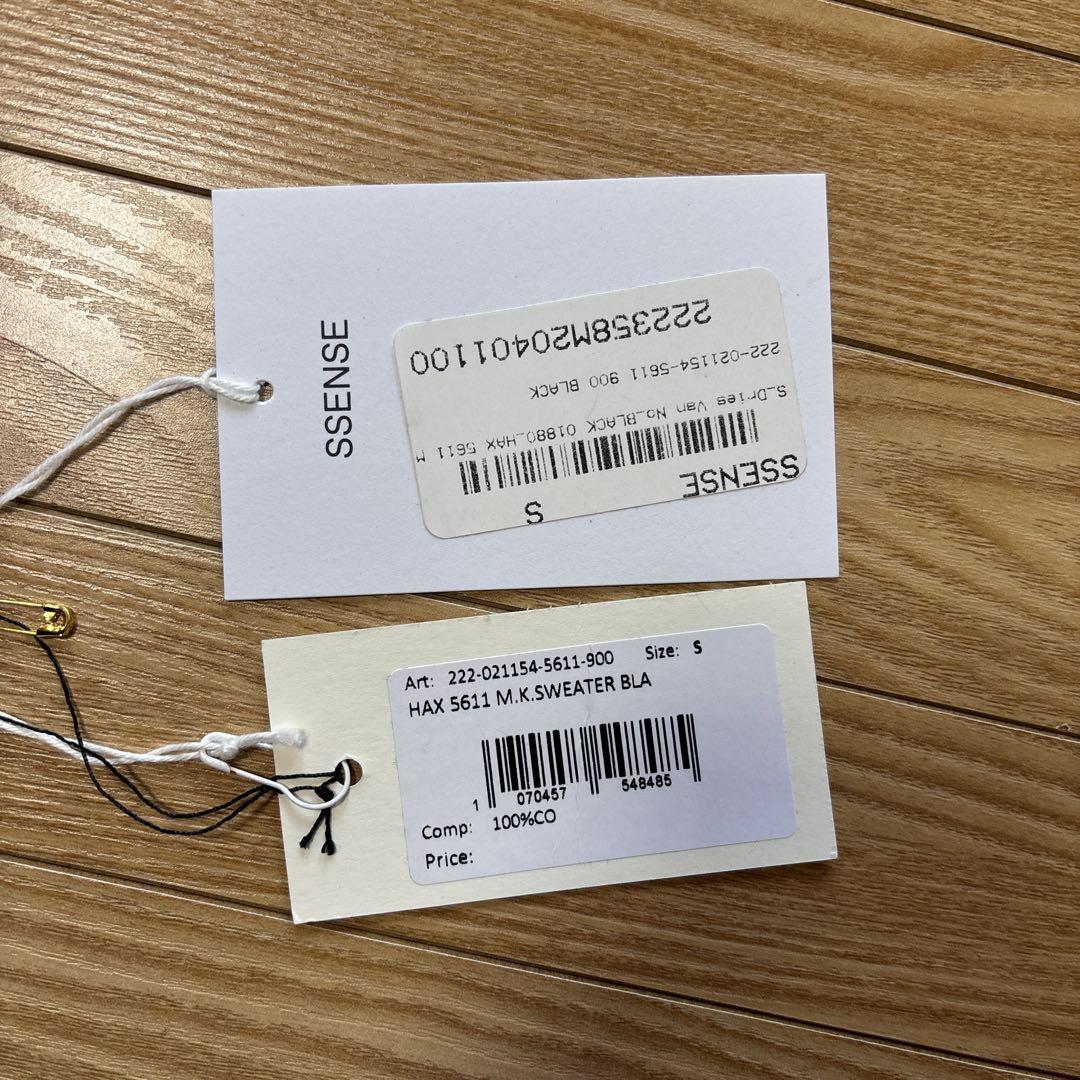 SSENSE
SSENSE S
S_Dries Van No_BLACK 01880_HAX 5611 M
222-021154-5611 900 BLACK
222358M20401100
Art: 222-021154-5611-900 Size: S
HAX 5611 M.K.SWEATER BLA
1 070457 548485
Comp: 100%CO
Price: